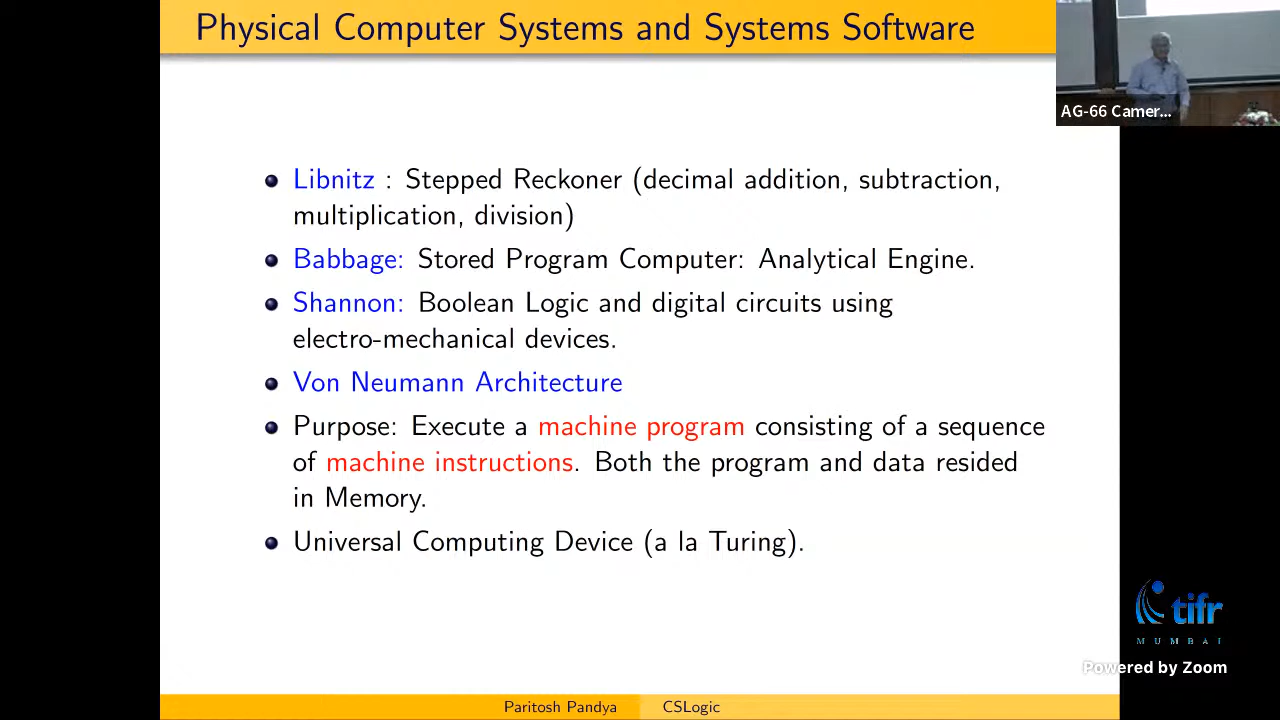 Physical Computer Systems and Systems Software
AG-66 Camer...
Libnitz : Stepped Reckoner (decimal addition, subtraction,
multiplication, division)
Babbage: Stored Program Computer: Analytical Engine.
Shannon: Boolean Logic and digital circuits using
electro-mechanical devices.
Von Neumann Architecture
Purpose: Execute a machine program consisting of a sequence
of machine instructions. Both the program and data resided
in Memory.
Universal Computing Device (a la Turing).
tifr
MUMBAI
Powered by Zoom
Paritosh Pandya
CSLogic